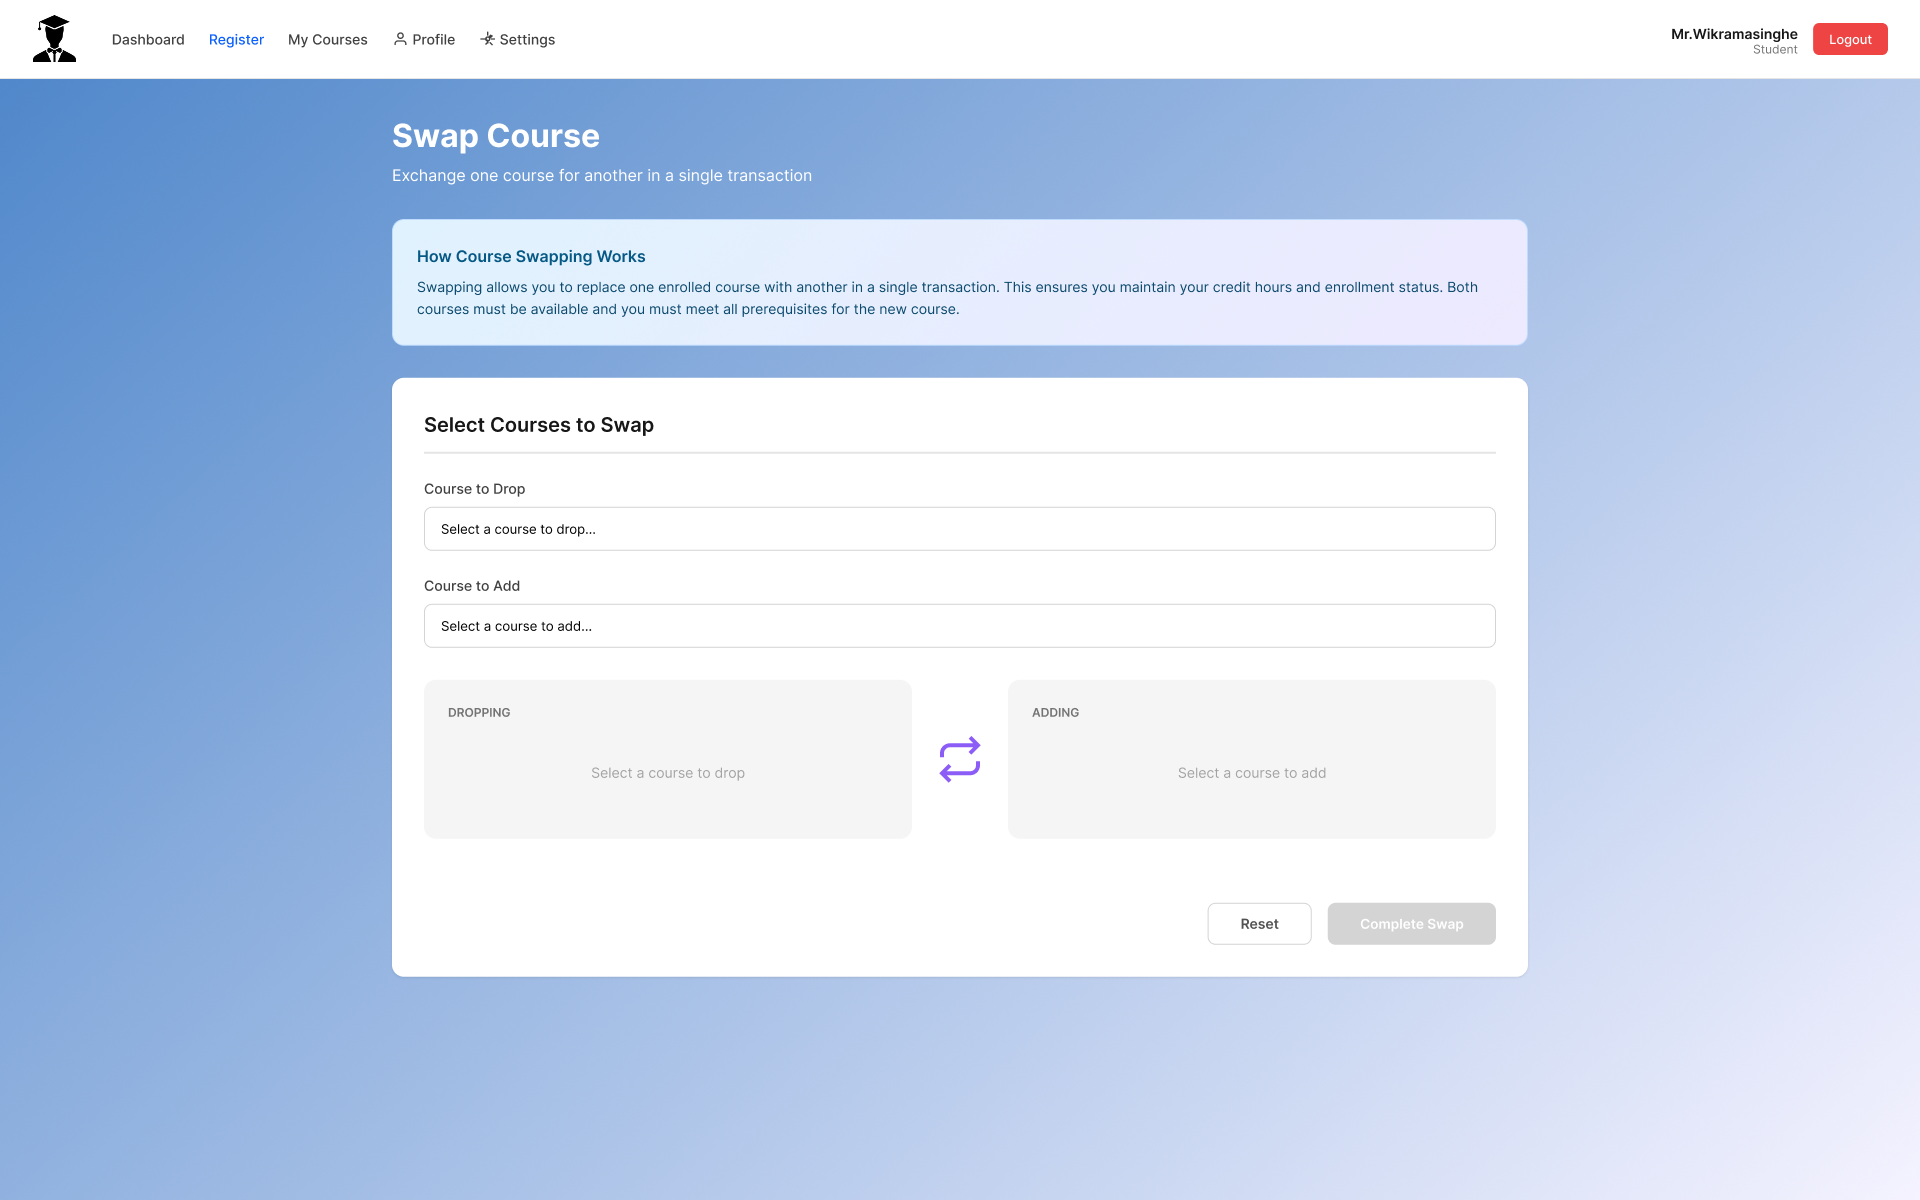 Dashboard
Register
My Courses
Profile
Settings
Mr.Wikramasinghe
Student
Logout
Swap Course
Exchange one course for another in a single transaction
How Course Swapping Works
Swapping allows you to replace one enrolled course with another in a single transaction. This ensures you maintain your credit hours and enrollment status. Both
courses must be available and you must meet all prerequisites for the new course.
Select Courses to Swap
Course to Drop
Select a course to drop...
Course to Add
Select a course to add...
DROPPING
Select a course to drop
ADDING
Select a course to add
Reset
Complete Swap